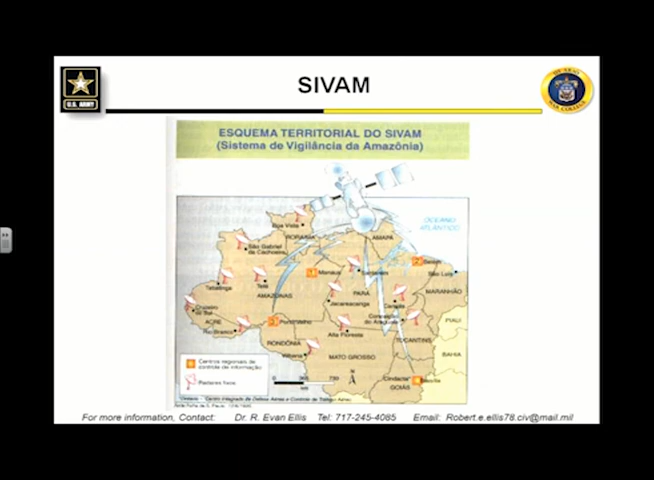 SIVAM
U.S. ARMY
ESQUEMA TERRITORIAL DO SIVAM
(Sistema de Vigilância da Amazônia)
OCEANO
ATLÂNTICO
Boa Vista
RORAIMA
AMAPÁ
São Gabriel
da Cachoeira
Manaus
Santarém
Belém
São Luís
Tabatinga
Tefé
AMAZONAS
PARÁ
MARANHÃO
Jacareacanga
Cruzeiro
do Sul
Conceição
do Araguaia
ACRE
Porto Velho
PIAUÍ
Rio Branco
Alta Floresta
TOCANTINS
RONDÔNIA
BAHIA
Vilhena
MATO GROSSO
Centros regionais de
controle de informação
N
Radares fixos
0
GOIÁS
Brasília
For more information, Contact: Dr. R. Evan Ellis Tel: 717-245-4085 Email: Robert.e.ellis78.civ@mail.mil